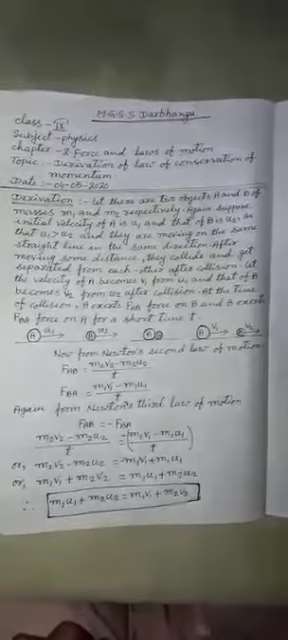 M.G.S.S Darbhanga
class - IX
Subject - physics
chapter - 2 Force and laws of motion
Topic :- Derivation of law of conservation of
momentum
Date :- 04-05-2020
Derivation :- Let there are two objects A and B of
masses m₁ and m₂ respectively. Again suppose
initial velocity of A is u₁ and that of B is u₂, so
that u₁ > u₂ and they are moving on the same
straight line in the same direction. After
moving some distance, they collide and get
separated from each-other after collision. Let
the velocity of A becomes V₁ from u₁ and that of B
becomes V₂ from u₂ after collision. At the time
of collision, A exerts FAB force on B and B exerts
FBA force on A for a short time t.
A u₁ B u₂ A B A V₁ B V₂
Now from Newton's second law of motion
FAB = m₂V₂-m₂u₂/t
FBA = m₁V₁-m₁u₁/t
Again from Newton's third law of motion
FAB = -FBA
m₂V₂-m₂u₂/t = -(m₁V₁-m₁u₁/t)
or, m₂V₂-m₂u₂ = -m₁V₁+m₁u₁
or, m₁V₁+m₂V₂ = m₁u₁+m₂u₂
∴ m₁u₁+m₂u₂ = m₁V₁+m₂V₂